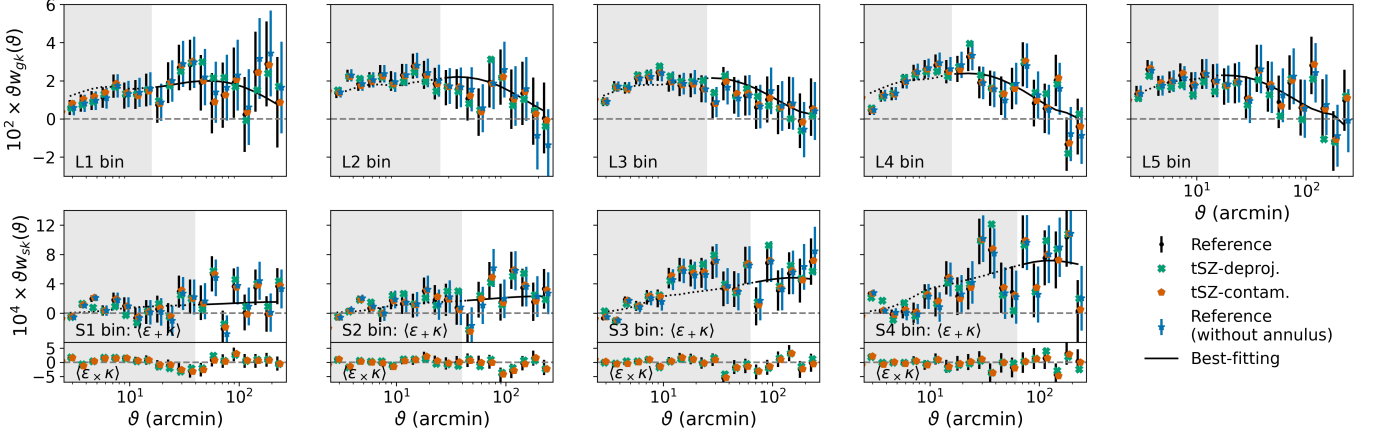 10² × ϑw_gk(ϑ)
6
4
2
0
−2
L1 bin
L2 bin
L3 bin
L4 bin
L5 bin
10¹
10²
ϑ (arcmin)
10⁴ × ϑw_sk(ϑ)
12
8
4
0
S1 bin: ⟨ε₊κ⟩
S2 bin: ⟨ε₊κ⟩
S3 bin: ⟨ε₊κ⟩
S4 bin: ⟨ε₊κ⟩
5
0
−5
⟨ε×κ⟩
⟨ε×κ⟩
⟨ε×κ⟩
⟨ε×κ⟩
10¹
10²
10¹
10²
10¹
10²
10¹
10²
ϑ (arcmin)
ϑ (arcmin)
ϑ (arcmin)
ϑ (arcmin)
Reference
tSZ-deproj.
tSZ-contam.
Reference
(without annulus)
Best-fitting